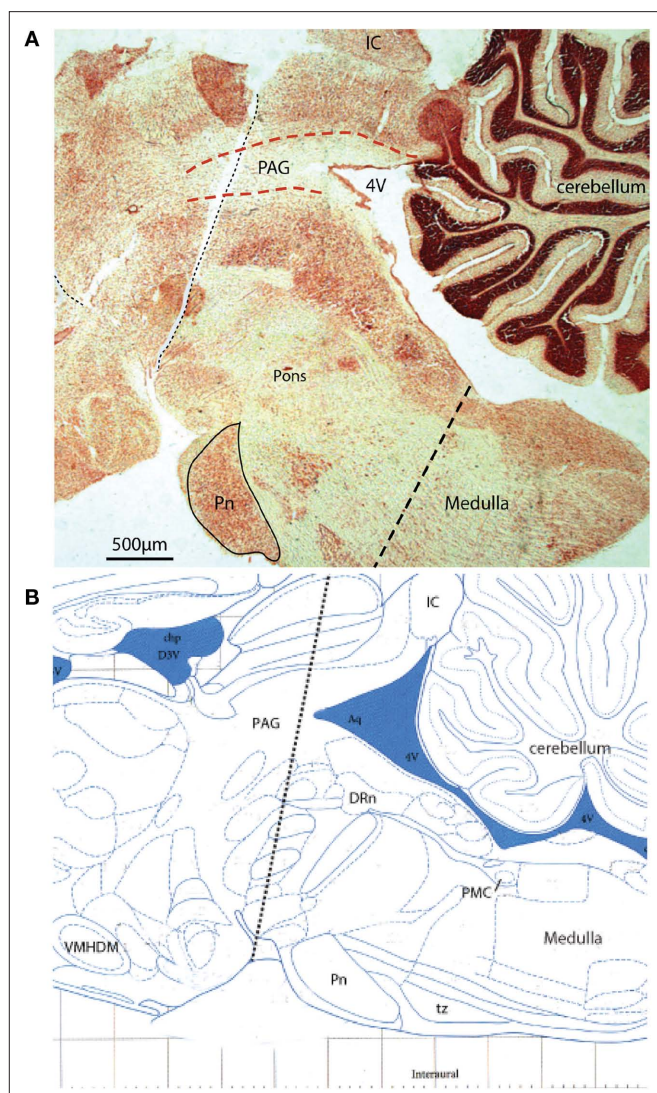 A
IC
PAG
4V
cerebellum
Pons
Pn
Medulla
500µm
B
IC
chp
D3V
V
PAG
Aq
4V
cerebellum
DRn
4V
PMC
VMHDM
Medulla
Pn
tz
Interaural